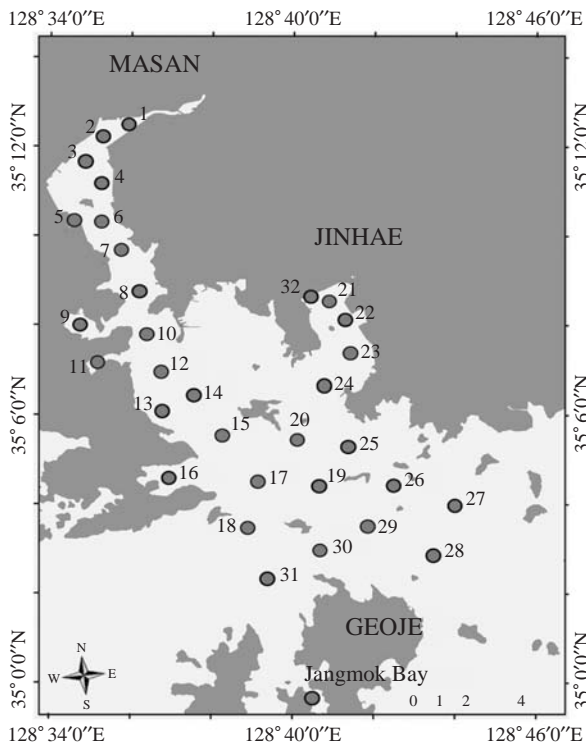 128° 34′0″E 128° 40′0″E 128° 46′0″E
MASAN
1
2
35° 12′0″N 35° 12′0″N
3
4
5 6
7
JINHAE
8
32 21
9
22
10
23
11
12
24
14
13
35° 6′0″N 35° 6′0″N
15
20
25
16
17
19
26
27
18
29
30
28
31
GEOJE
N
W E
S
Jangmok Bay
35° 0′0″N 35° 0′0″N
0 1 2 4
128° 34′0″E 128° 40′0″E 128° 46′0″E